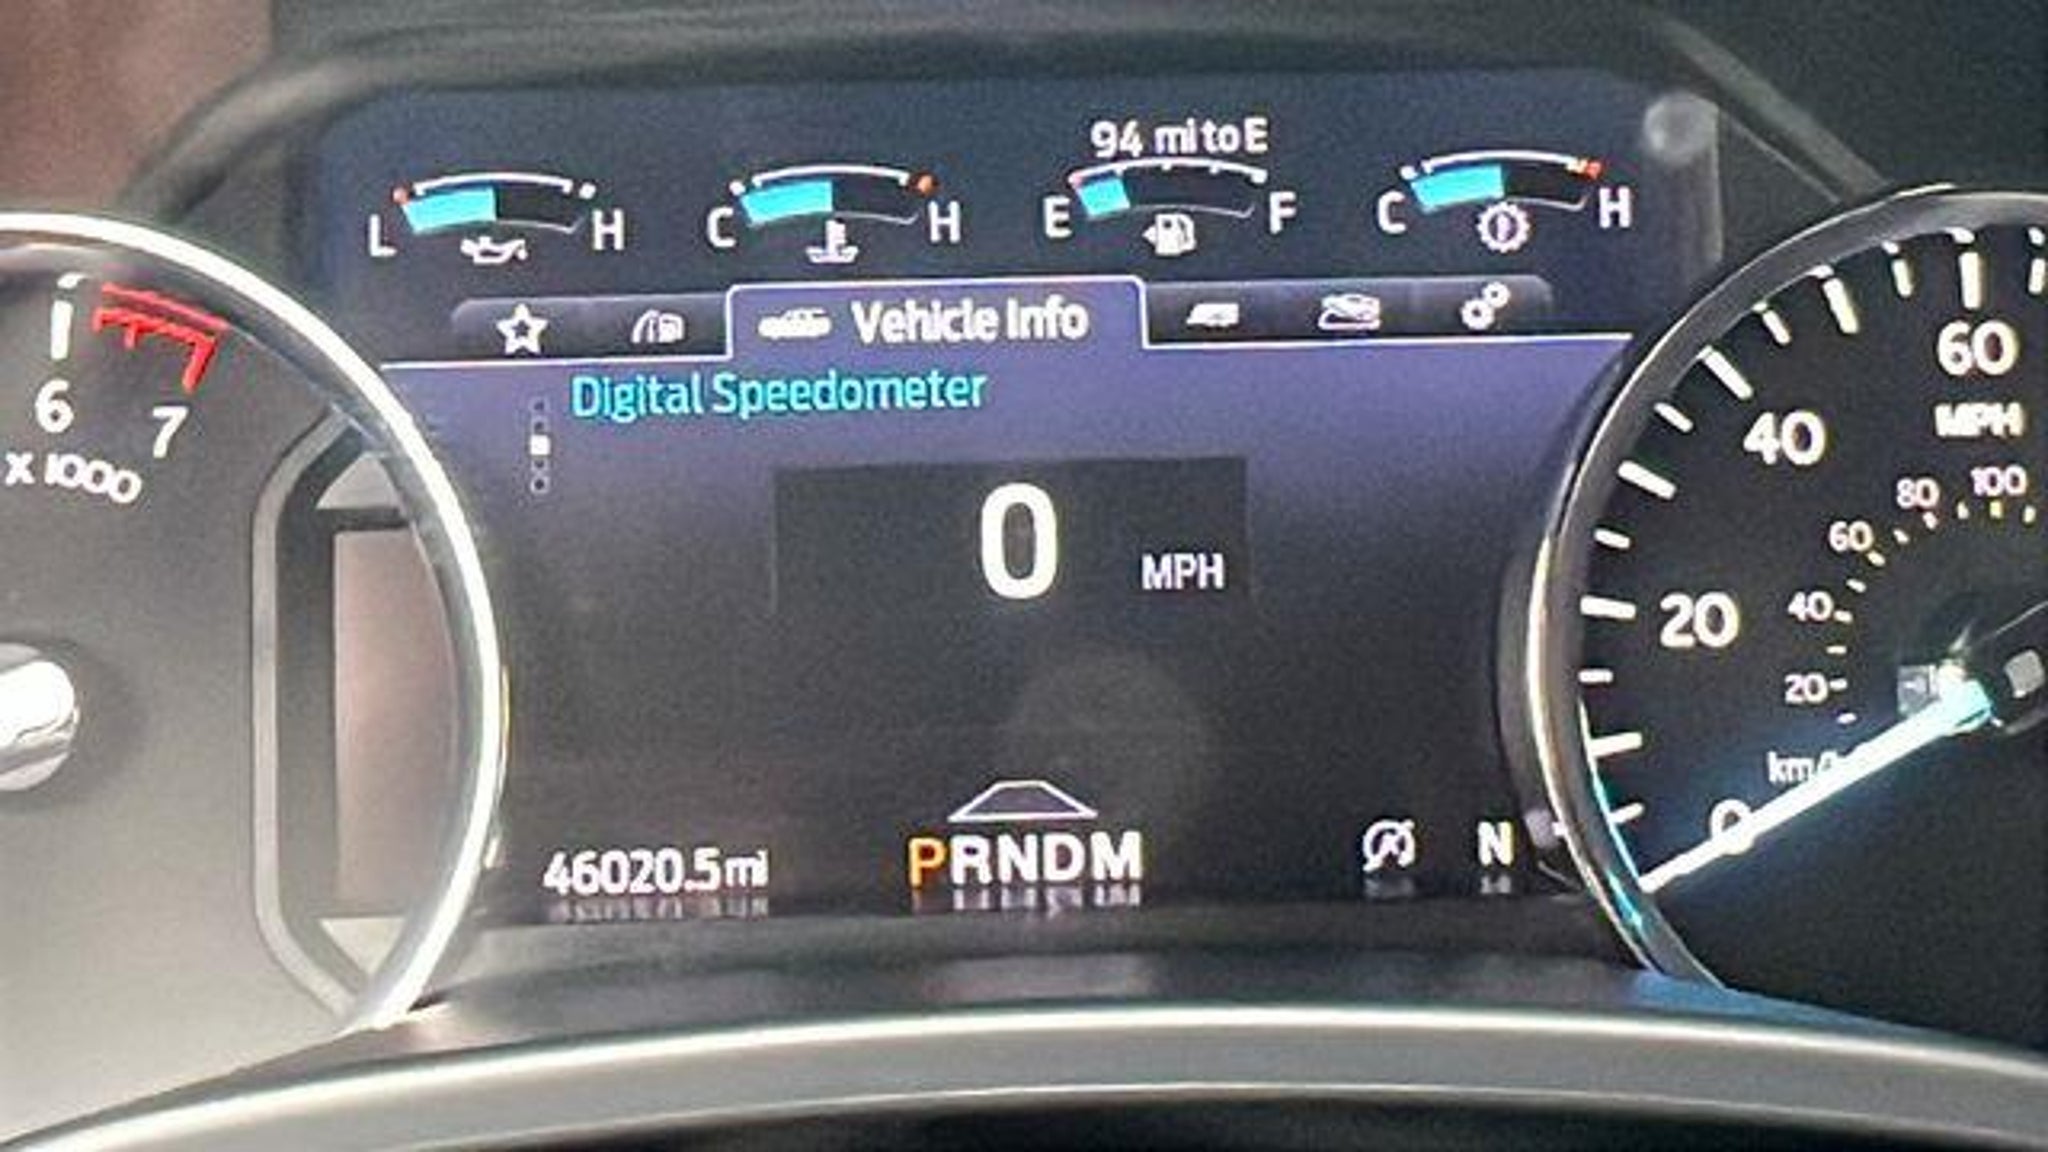 94 mi to E
L H C H E F C H
Vehicle Info
Digital Speedometer
0 MPH
46020.5 mi
PRNDM
N
6 7
X 1000
60
MPH
40
20
0
100
80
60
40
20
km/